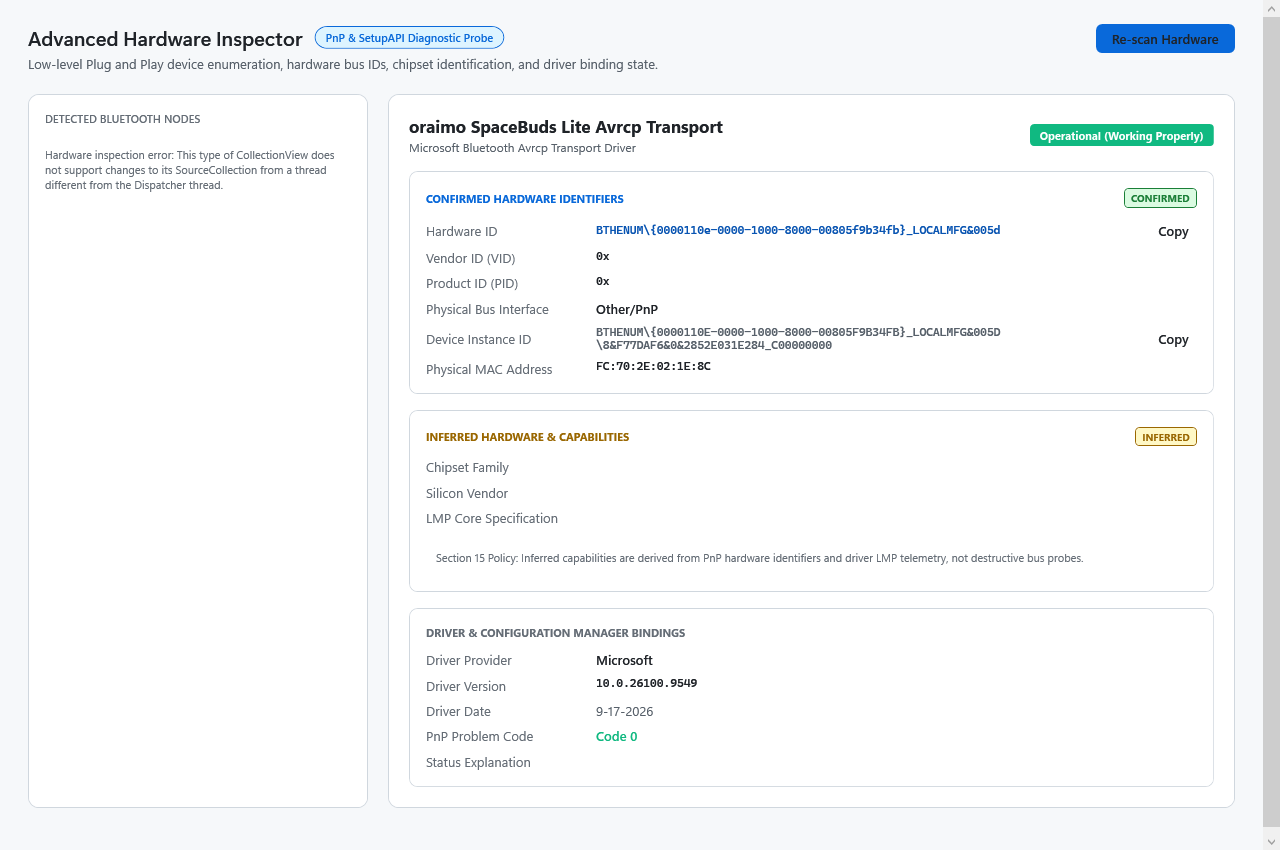 Advanced Hardware Inspector
PnP & SetupAPI Diagnostic Probe
Re-scan Hardware
Low-level Plug and Play device enumeration, hardware bus IDs, chipset identification, and driver binding state.
DETECTED BLUETOOTH NODES
Hardware inspection error: This type of CollectionView does
not support changes to its SourceCollection from a thread
different from the Dispatcher thread.
oraimo SpaceBuds Lite Avrcp Transport
Microsoft Bluetooth Avrcp Transport Driver
Operational (Working Properly)
CONFIRMED HARDWARE IDENTIFIERS
CONFIRMED
Hardware ID
BTHENUM\{0000110e-0000-1000-8000-00805f9b34fb}_LOCALMFG&005d
Copy
Vendor ID (VID)
0x
Product ID (PID)
0x
Physical Bus Interface
Other/PnP
Device Instance ID
BTHENUM\{0000110E-0000-1000-8000-00805F9B34FB}_LOCALMFG&005D
\8&F77DAF6&0&2852E031E284_C00000000
Copy
Physical MAC Address
FC:70:2E:02:1E:8C
INFERRED HARDWARE & CAPABILITIES
INFERRED
Chipset Family
Silicon Vendor
LMP Core Specification
Section 15 Policy: Inferred capabilities are derived from PnP hardware identifiers and driver LMP telemetry, not destructive bus probes.
DRIVER & CONFIGURATION MANAGER BINDINGS
Driver Provider
Microsoft
Driver Version
10.0.26100.9549
Driver Date
9-17-2026
PnP Problem Code
Code 0
Status Explanation